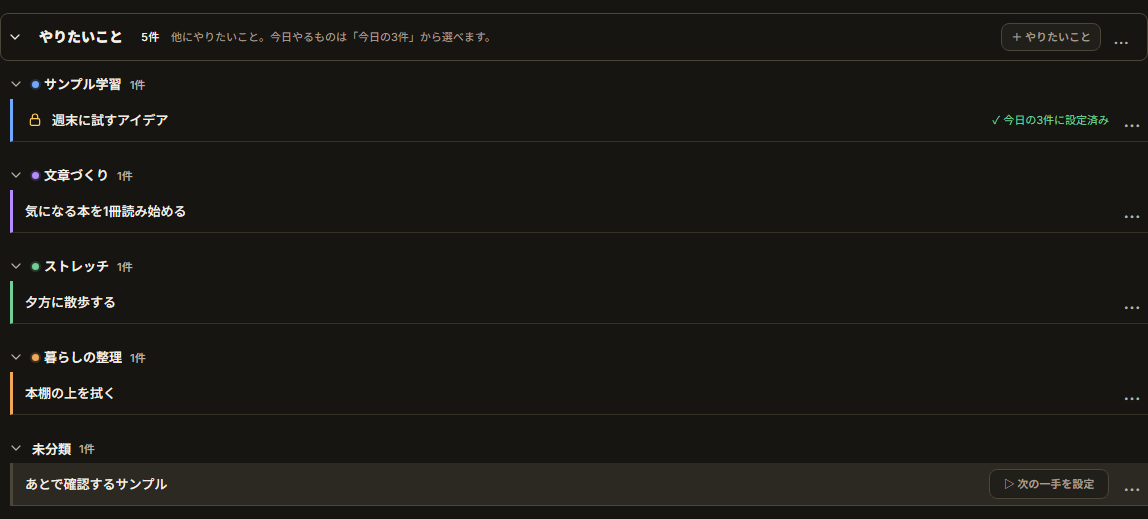 やりたいこと 5件 他にやりたいこと。今日やるものは「今日の3件」から選べます。 + やりたいこと ...
サンプル学習 1件
週末に試すアイデア ✓ 今日の3件に設定済み ...
文章づくり 1件
気になる本を1冊読み始める ...
ストレッチ 1件
夕方に散歩する ...
暮らしの整理 1件
本棚の上を拭く ...
未分類 1件
あとで確認するサンプル ▷ 次の一手を設定 ...